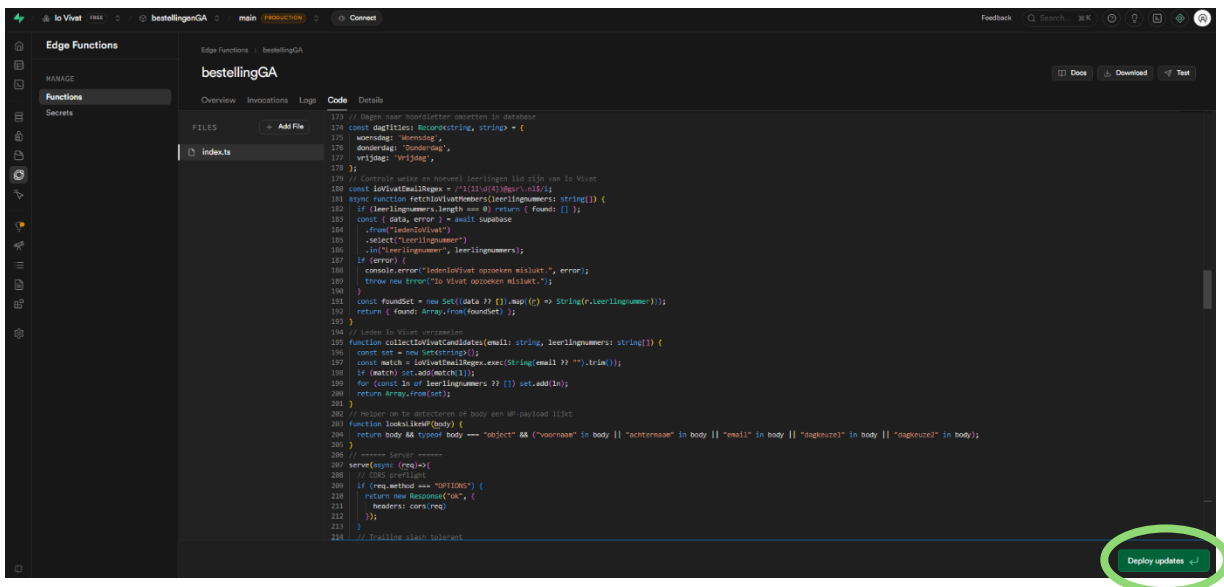 Io Vivat FREE bestellingenGA main PRODUCTION Connect Feedback Search... ⌘K
Edge Functions
MANAGE
Functions
Secrets
Edge Functions > bestellingGA
bestellingGA
Docs Download Test
Overview Invocations Logs Code Details
FILES + Add File
index.ts
173 // Dagen naar hoofdletter omzetten in database
174 const dagTitles: Record<string, string> = {
175 woensdag: 'Woensdag',
176 donderdag: 'Donderdag',
177 vrijdag: 'Vrijdag',
178 };
179 // Controle welke en hoeveel leerlingen lid zijn van Io Vivat
180 const ioVivatEmailRegex = /^l(11\d{4})@gsr\.nl$/i;
181 async function fetchIoVivatMembers(leerlingnummers: string[]) {
182 if (leerlingnummers.length === 0) return { found: [] };
183 const { data, error } = await supabase
184 .from("ledenIoVivat")
185 .select("Leerlingnummer")
186 .in("Leerlingnummer", leerlingnummers);
187 if (error) {
188 console.error("ledenIoVivat opzoeken mislukt.", error);
189 throw new Error("Io Vivat opzoeken mislukt.");
190 }
191 const foundSet = new Set((data ?? []).map((r) => String(r.Leerlingnummer)));
192 return { found: Array.from(foundSet) };
193 }
194 // Leden Io Vivat verzamelen
195 function collectIoVivatCandidates(email: string, leerlingnummers: string[]) {
196 const set = new Set<string>();
197 const match = ioVivatEmailRegex.exec(String(email ?? "").trim());
198 if (match) set.add(match[1]);
199 for (const ln of leerlingnummers ?? []) set.add(ln);
200 return Array.from(set);
201 }
202 // Helper om te detecteren of body een WP-payload lijkt
203 function looksLikeWP(body) {
204 return body && typeof body === "object" && ("voornaam" in body || "achternaam" in body || "email" in body || "dagkeuze1" in body || "dagkeuze2" in body);
205 }
206 // ====== Server ======
207 serve(async (req)=>{
208 // CORS preflight
209 if (req.method === "OPTIONS") {
210 return new Response("ok", {
211 headers: cors(req)
212 });
213 }
214 // Trailing slash tolerant
Deploy updates